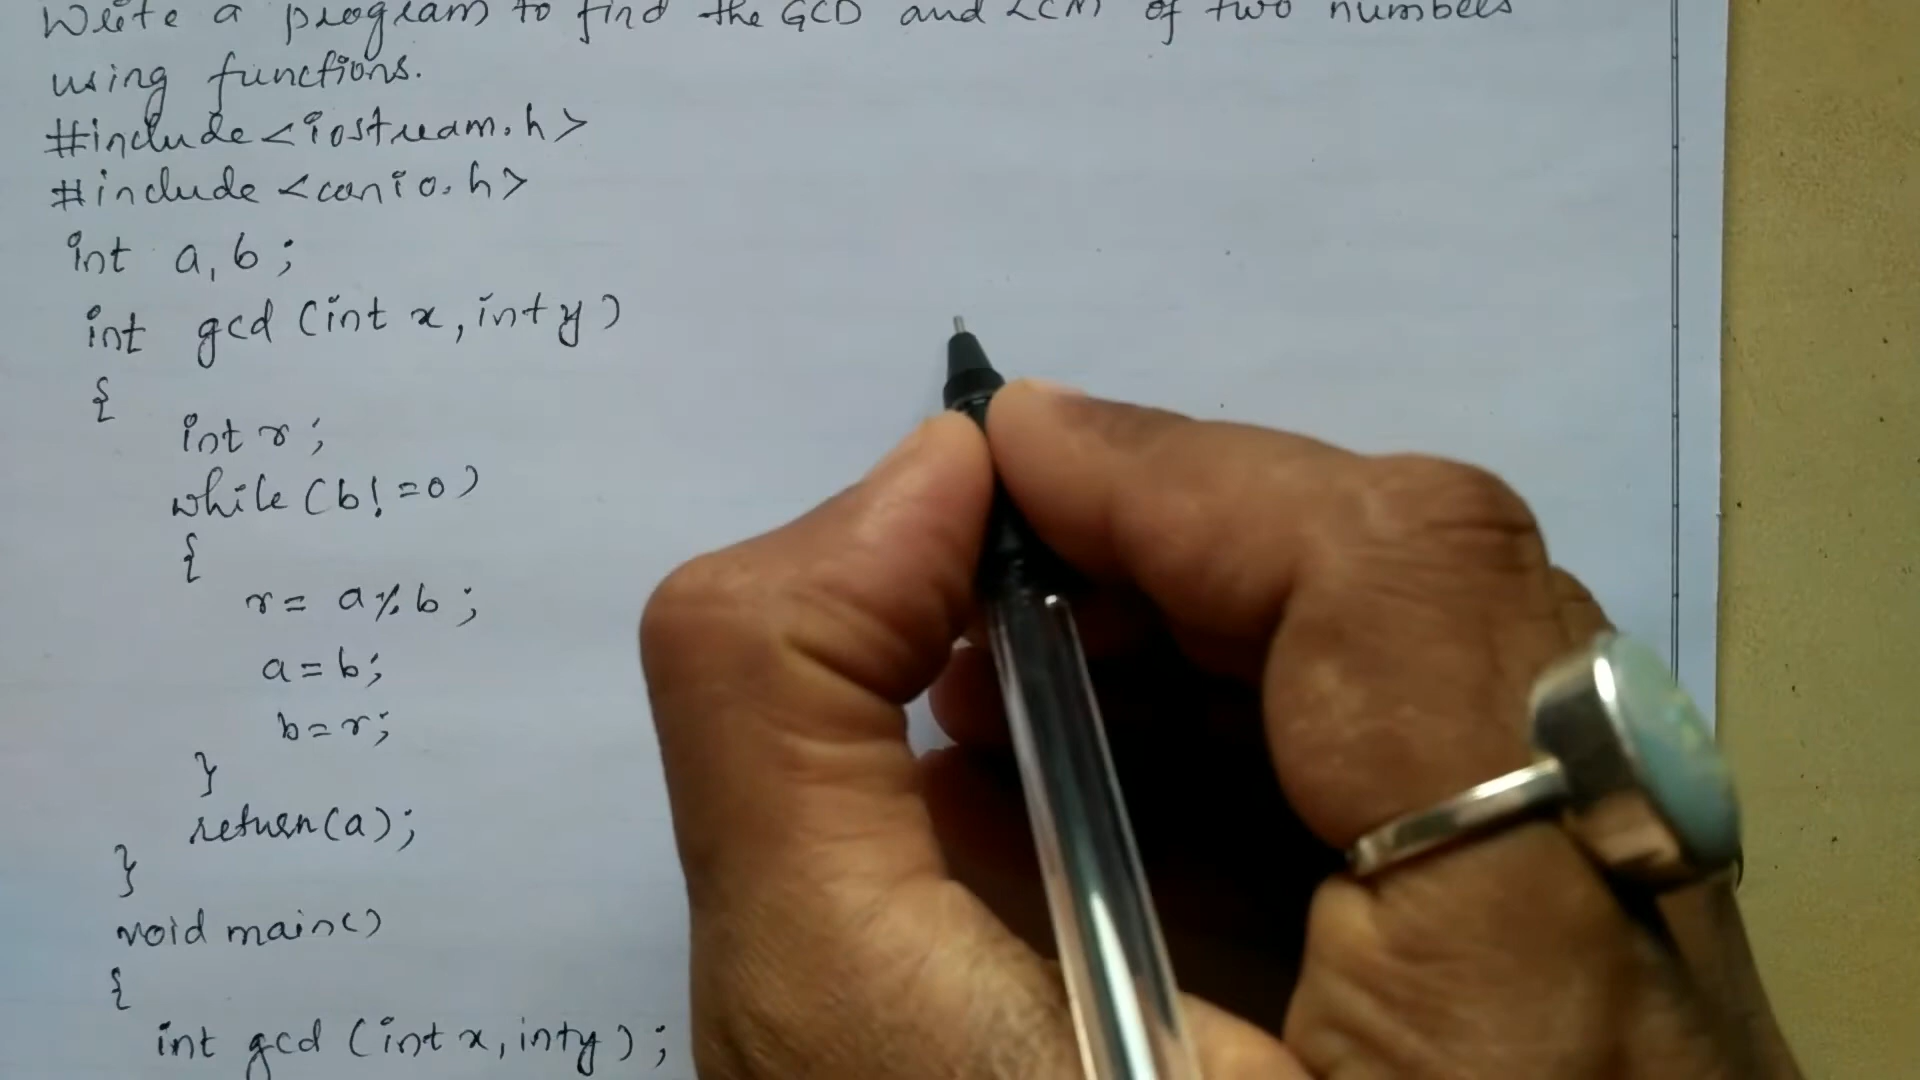 Write a program to find the GCD and LCM of two numbers
using functions.
#include<iostream.h>
#include<conio.h>
int a, b;
int gcd (int x, int y)
{
int r;
while (b!=0)
{
r= a%b;
a=b;
b=r;
}
return(a);
}
void main()
{
int gcd (int x, int y);